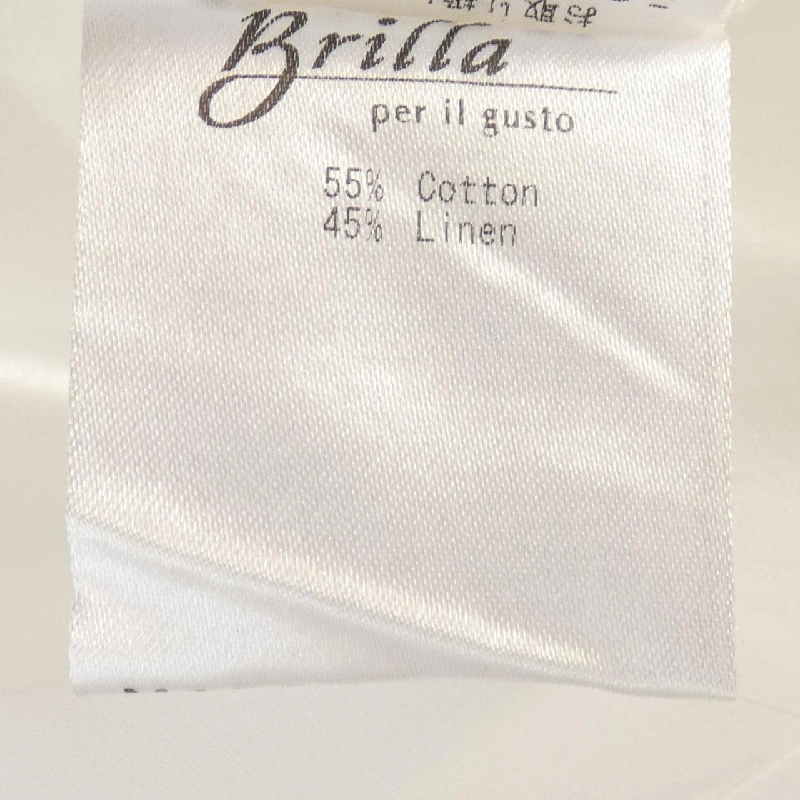 Brilla
per il gusto
55% Cotton
45% Linen